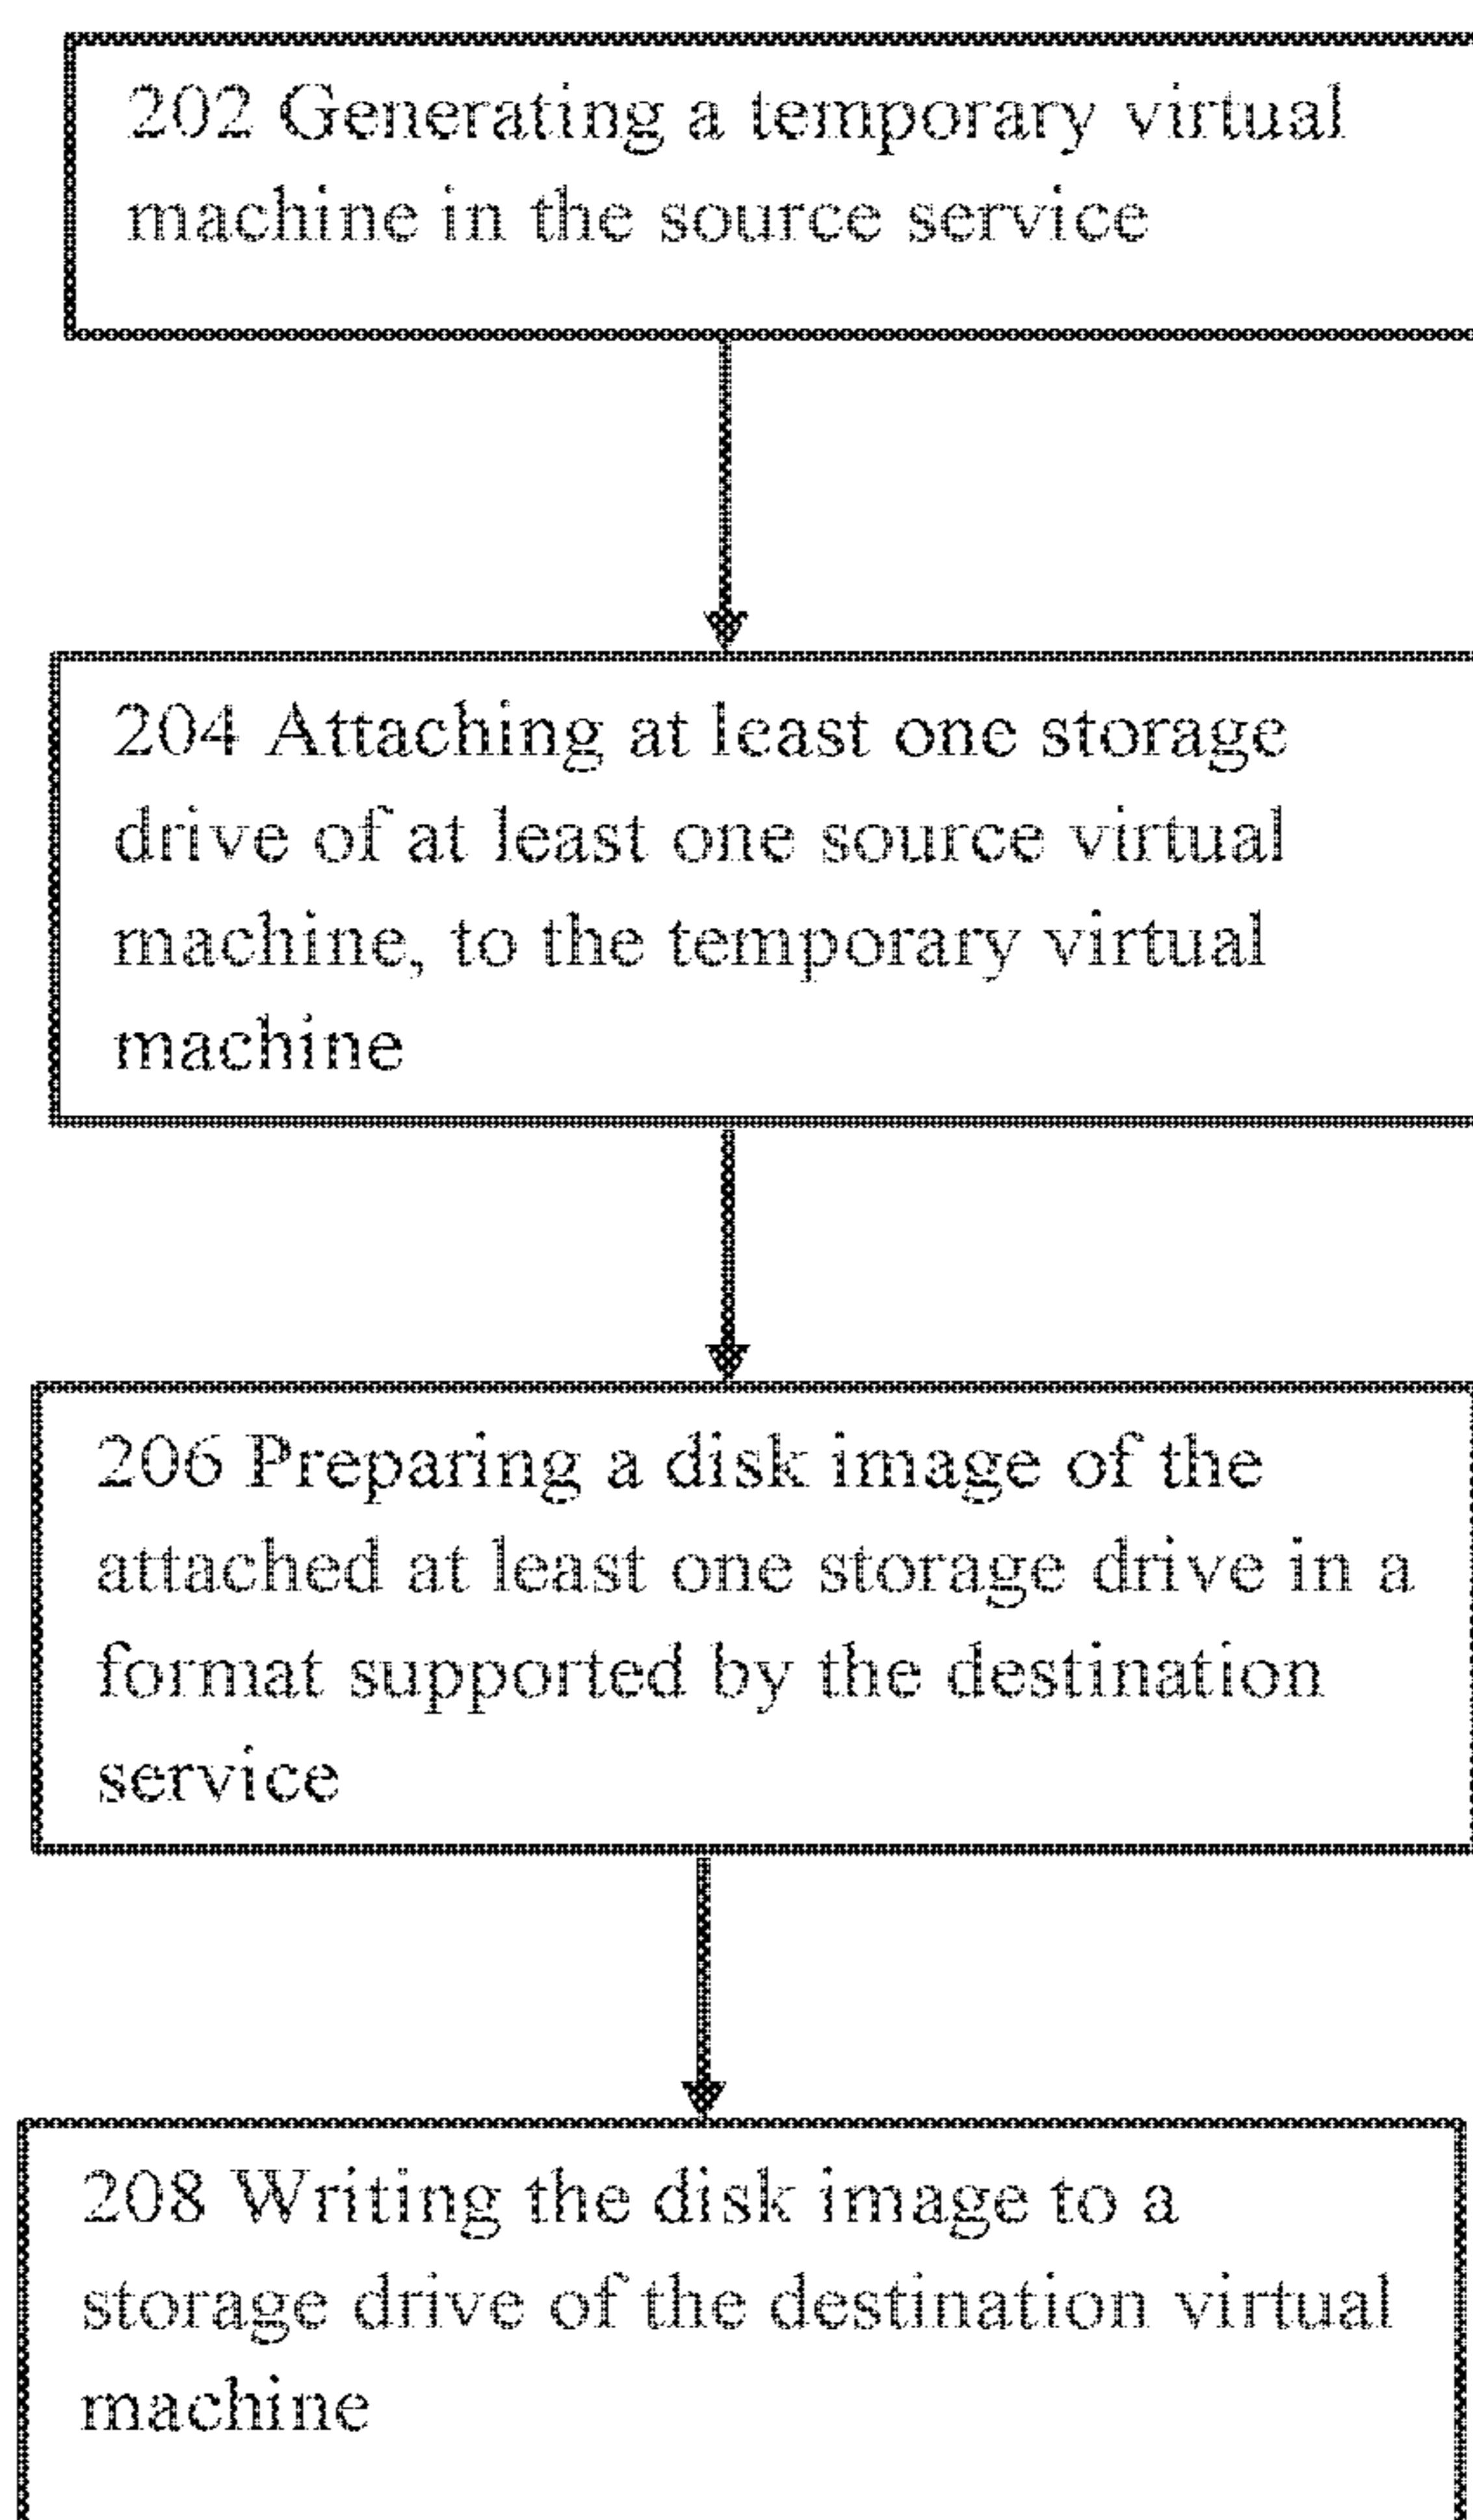 202 Generating a temporary virtual
machine in the source service
204 Attaching at least one storage
drive of at least one source virtual
machine, to the temporary virtual
machine
206 Preparing a disk image of the
attached at least one storage drive in a
format supported by the destination
service
208 Writing the disk image to a
storage drive of the destination virtual
machine